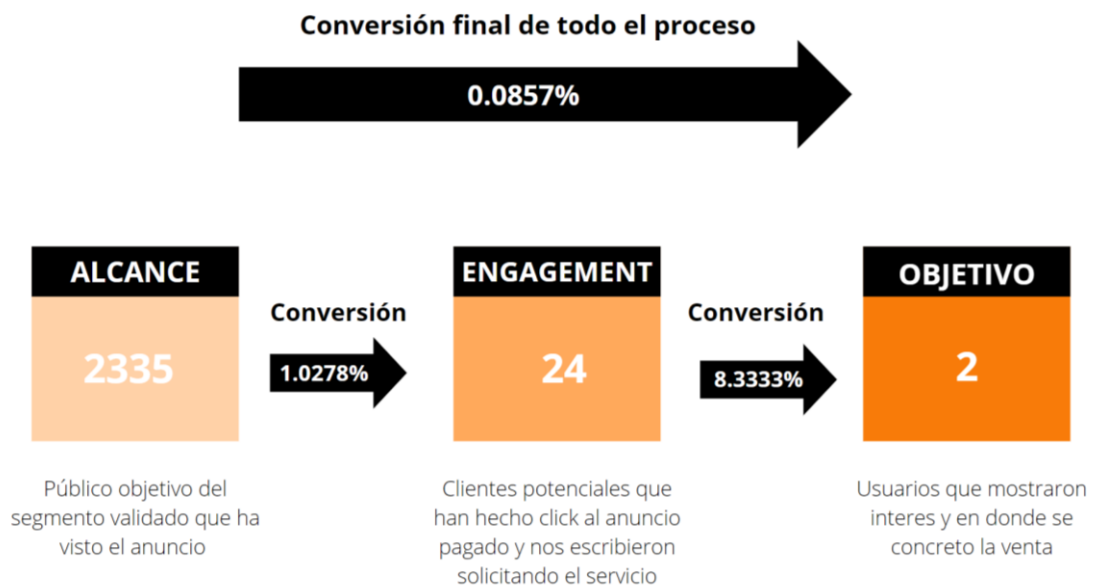 Conversión final de todo el proceso
0.0857%
ALCANCE
2335
Conversión
1.0278%
ENGAGEMENT
24
Conversión
8.3333%
OBJETIVO
2
Público objetivo del
segmento validado que ha
visto el anuncio
Clientes potenciales que
han hecho click al anuncio
pagado y nos escribieron
solicitando el servicio
Usuarios que mostraron
interes y en donde se
concreto la venta